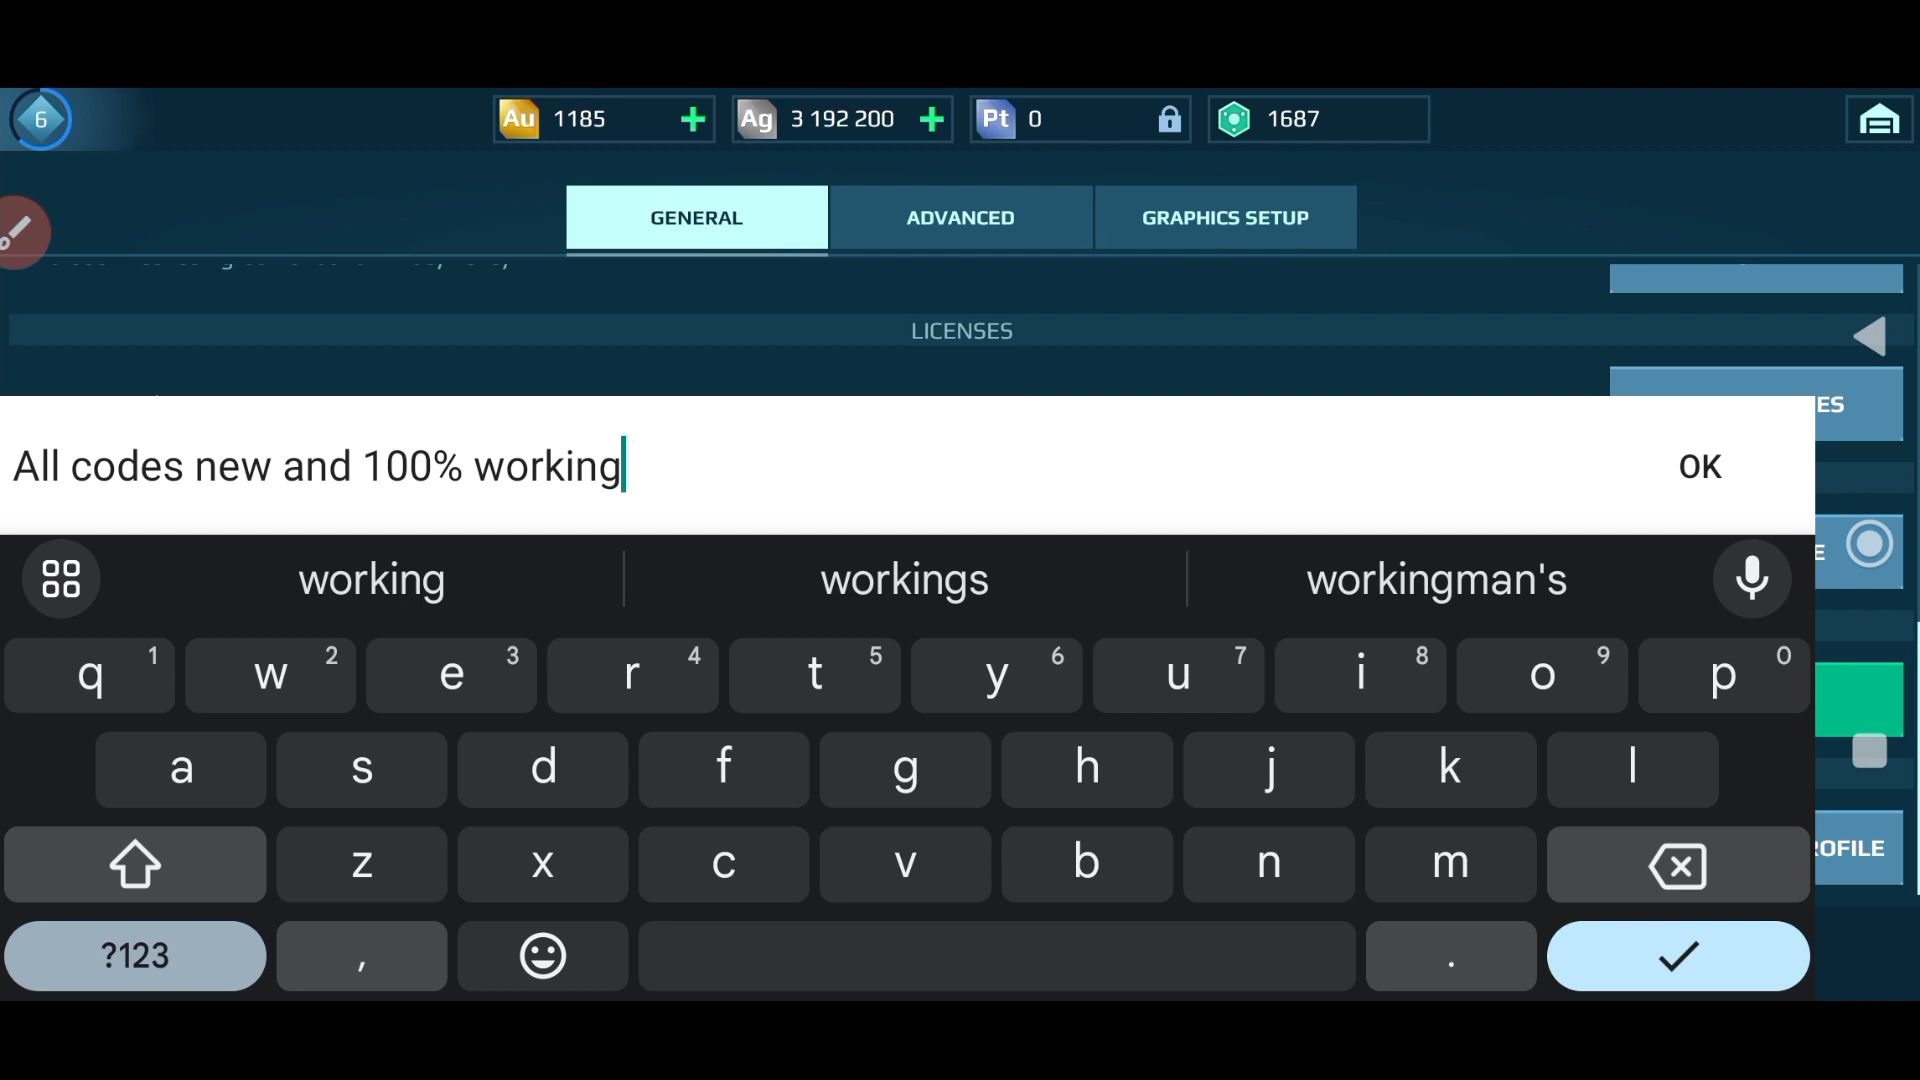 6 Au 1185 Ag 3 192 200 Pt 0 1687
GENERAL ADVANCED GRAPHICS SETUP
LICENSES
ES
All codes new and 100% working OK
E
working workings workingman's
q 1 w 2 e 3 r 4 t 5 y 6 u 7 i 8 o 9 p 0
a s d f g h j k l
z x c v b n m
ROFILE
?123 , .